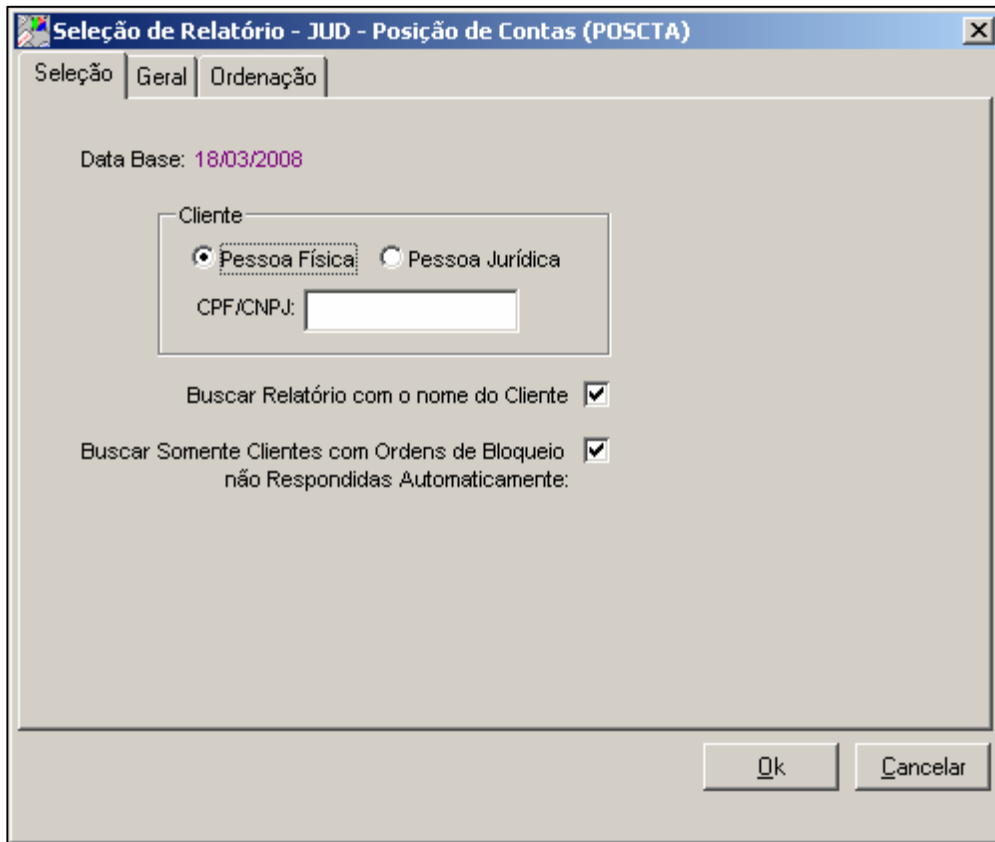 Seleção de Relatório - JUD - Posição de Contas (POSCTA)
Seleção Geral Ordenação
Data Base: 18/03/2008
Cliente
Pessoa Física Pessoa Jurídica
CPF/CNPJ:
Buscar Relatório com o nome do Cliente
Buscar Somente Clientes com Ordens de Bloqueio
não Respondidas Automaticamente:
Ok Cancelar